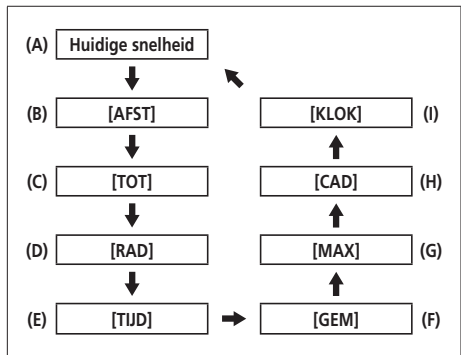 (A) Huidige snelheid
(B) [AFST] [KLOK] (I)
(C) [TOT] [CAD] (H)
(D) [RAD] [MAX] (G)
(E) [TIJD] [GEM] (F)